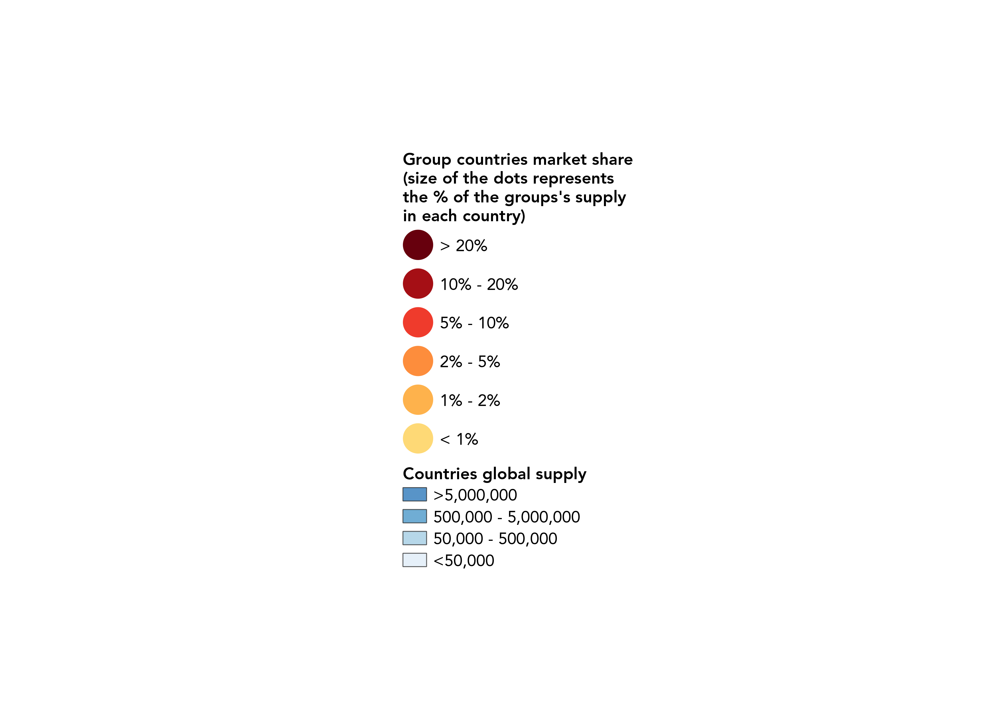 Group countries market share
(size of the dots represents
the % of the groups's supply
in each country)
> 20%
10% - 20%
5% - 10%
2% - 5%
1% - 2%
< 1%
Countries global supply
>5,000,000
500,000 - 5,000,000
50,000 - 500,000
<50,000